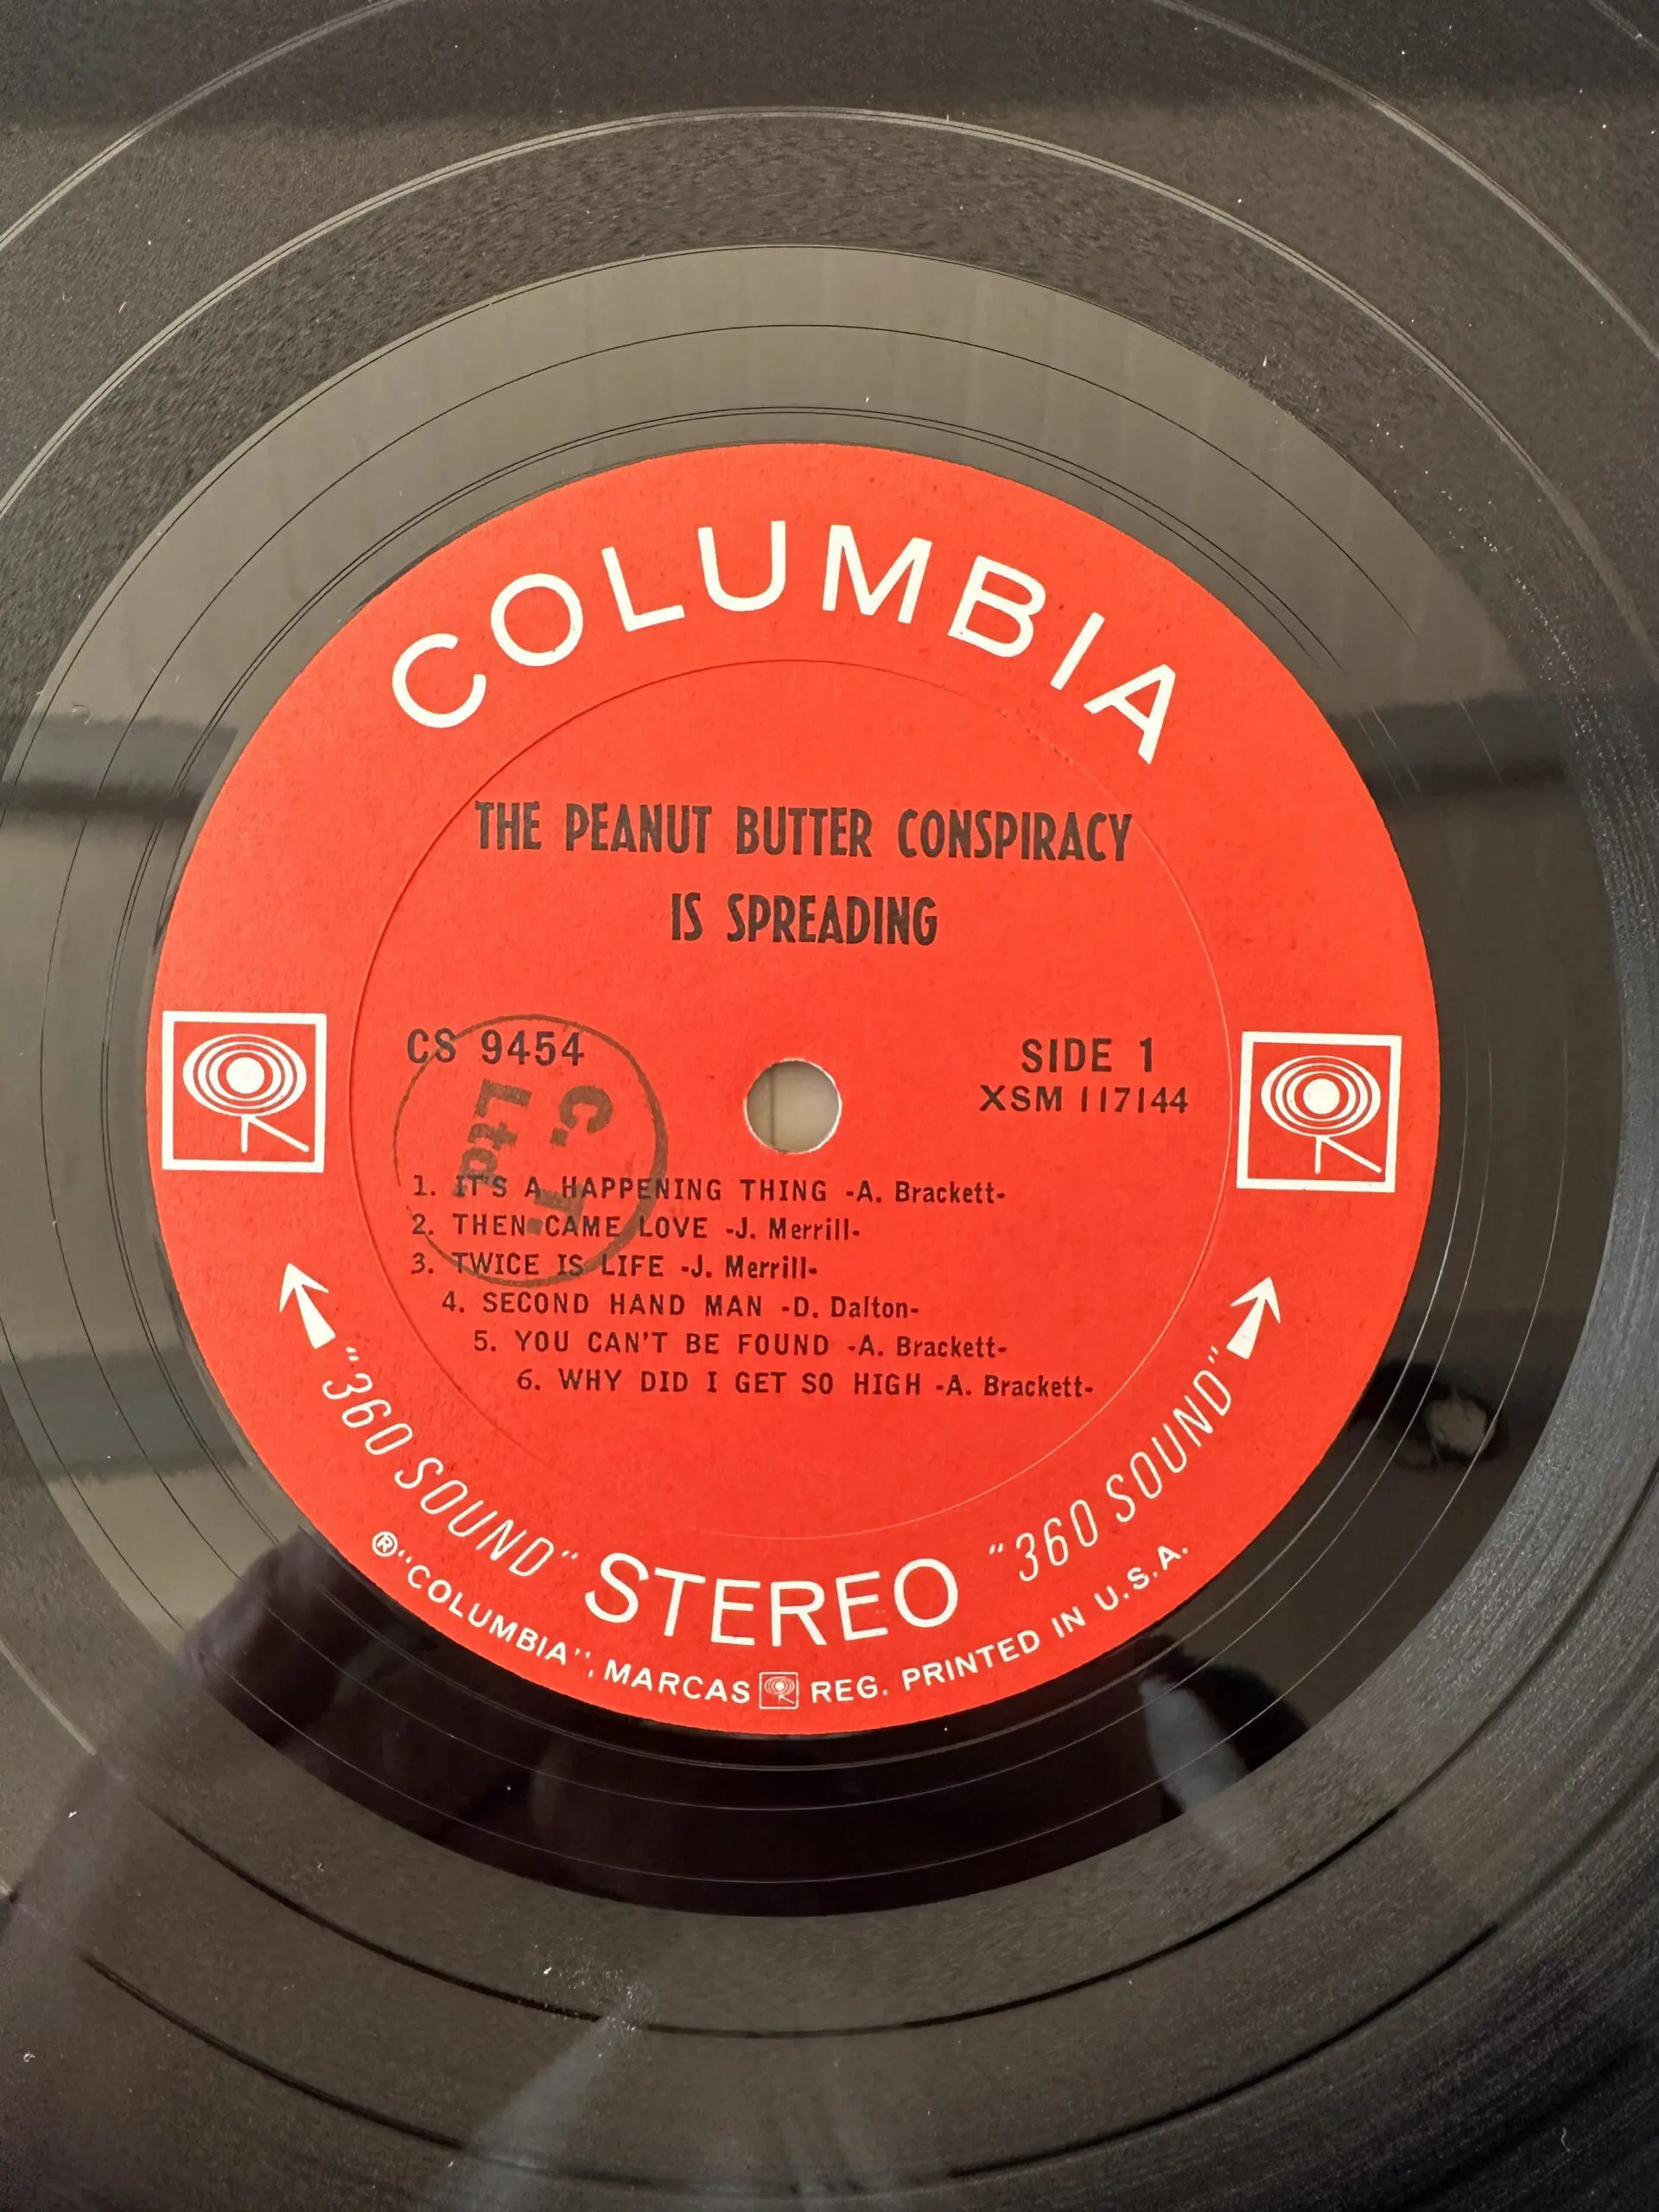 COLUMBIA
THE PEANUT BUTTER CONSPIRACY
IS SPREADING
CS 9454
SIDE 1
XSM 117144
C. T.
Ltd
1. IT'S A HAPPENING THING -A. Brackett-
2. THEN CAME LOVE -J. Merrill-
3. TWICE IS LIFE -J. Merrill-
4. SECOND HAND MAN -D. Dalton-
5. YOU CAN'T BE FOUND -A. Brackett-
6. WHY DID I GET SO HIGH -A. Brackett-
"360 SOUND" STEREO "360 SOUND"
®"COLUMBIA", MARCAS REG. PRINTED IN U.S.A.